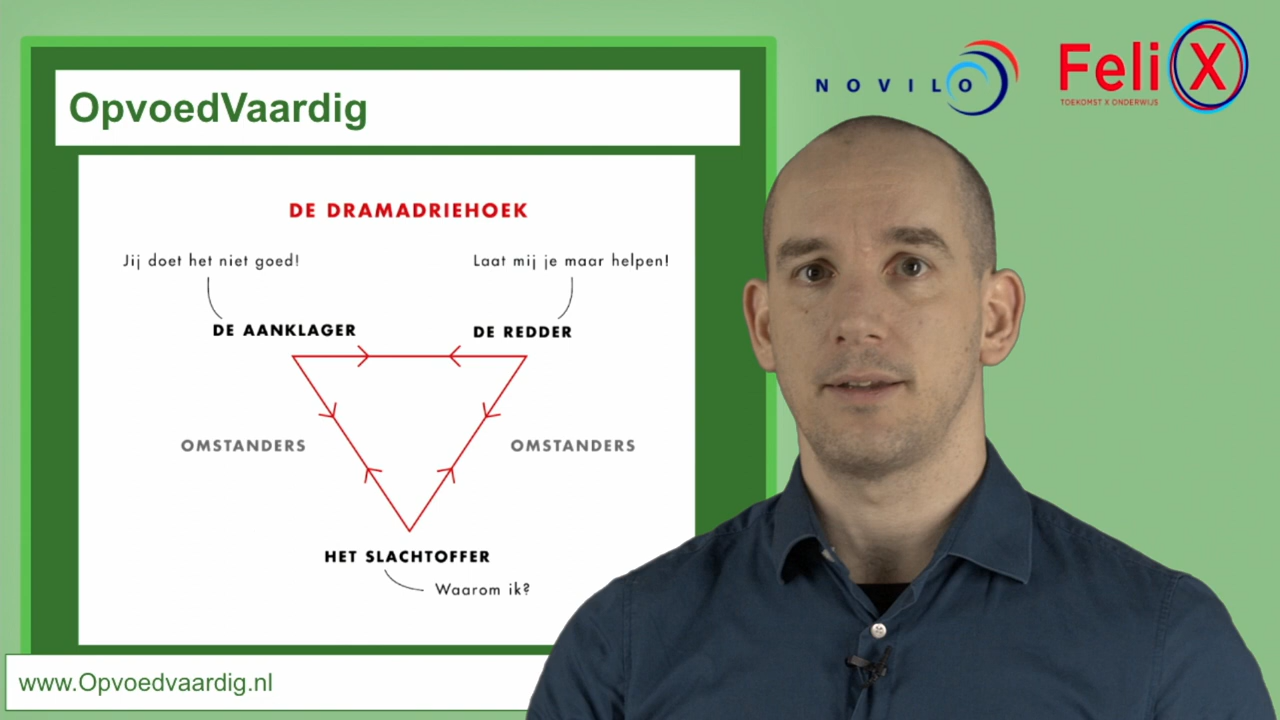 OpvoedVaardig
NOVILO
FeliX
TOEKOMST X ONDERWIJS
DE DRAMADRIEHOEK
Jij doet het niet goed!
Laat mij je maar helpen!
DE AANKLAGER
DE REDDER
OMSTANDERS
OMSTANDERS
HET SLACHTOFFER
Waarom ik?
www.Opvoedvaardig.nl